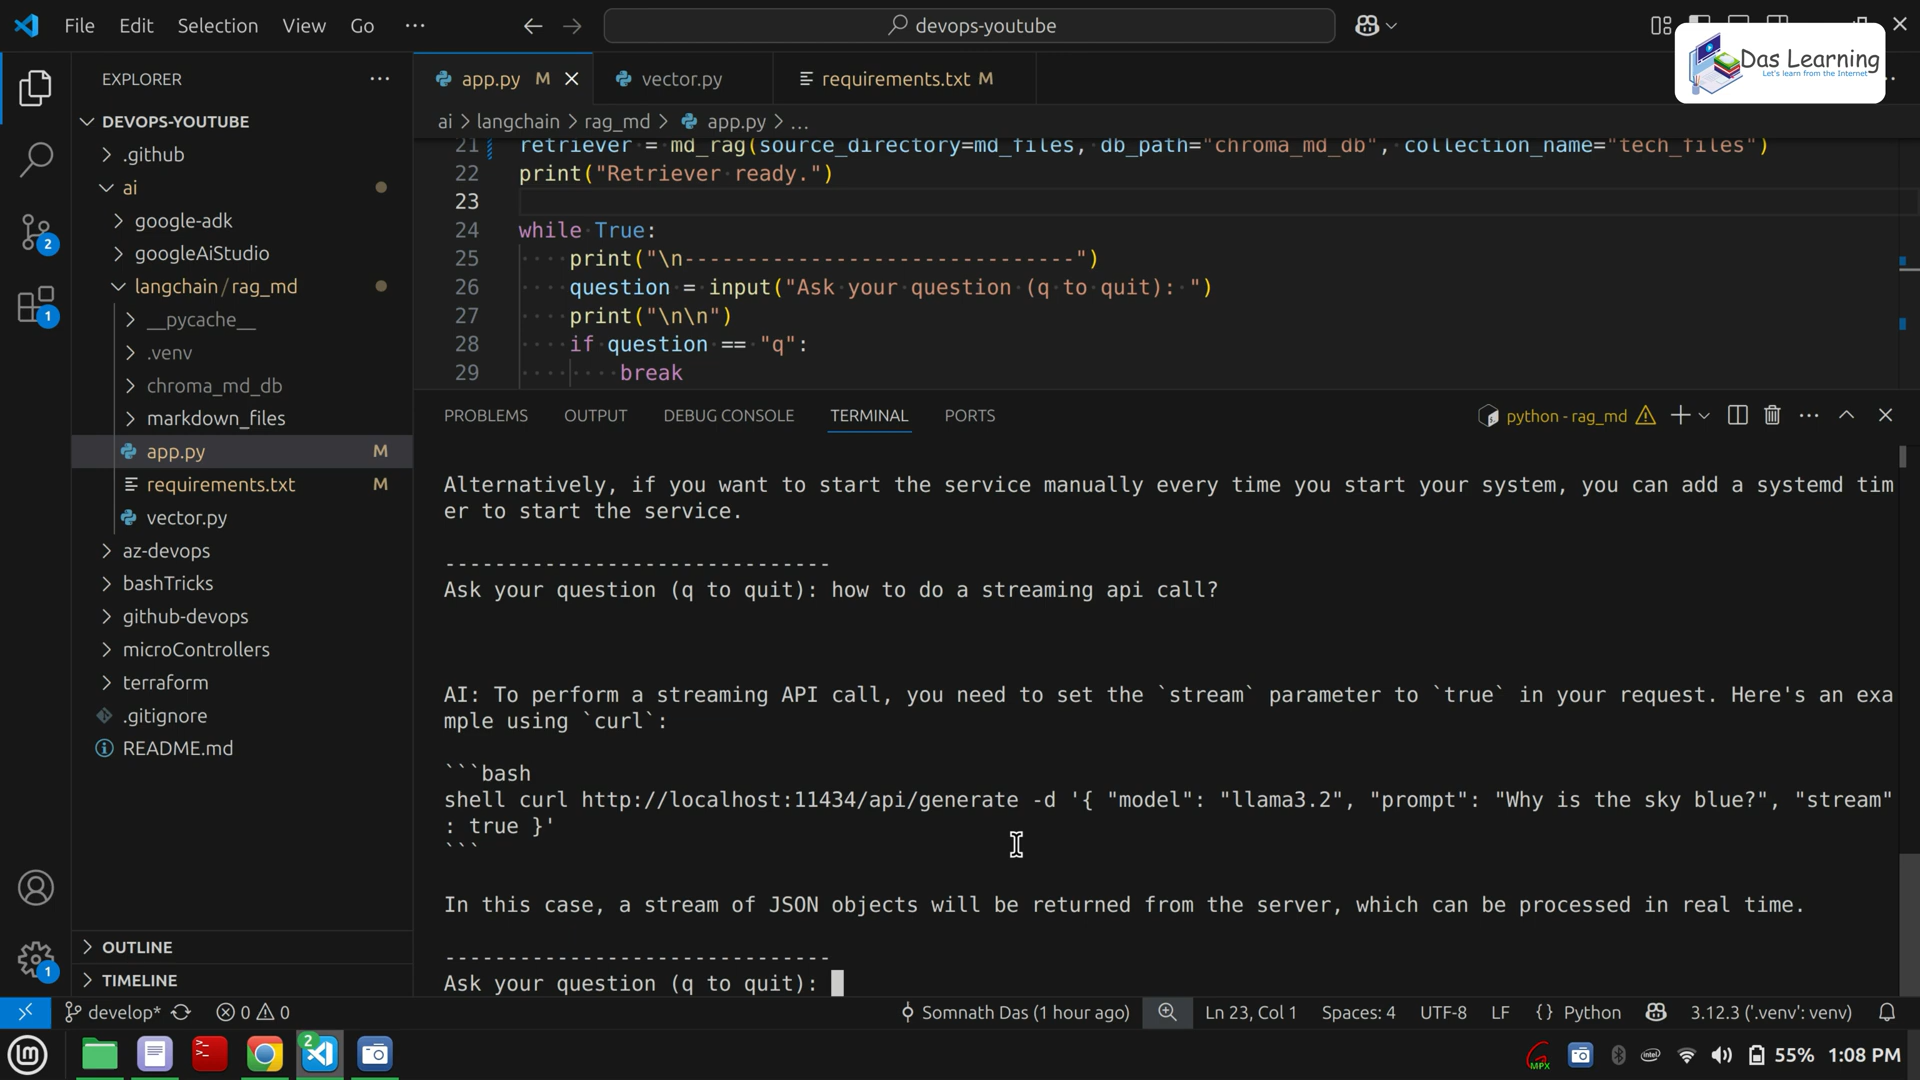 File Edit Selection View Go ··· devops-youtube
Das Learning
Let's learn from the Internet
EXPLORER ···
app.py M
vector.py
requirements.txt M
DEVOPS-YOUTUBE
.github
ai
google-adk
googleAiStudio
langchain / rag_md
__pycache__
.venv
chroma_md_db
markdown_files
app.py M
requirements.txt M
vector.py
az-devops
bashTricks
github-devops
microControllers
terraform
.gitignore
README.md
OUTLINE
TIMELINE
2
1
1
ai > langchain > rag_md > app.py > ...
21 retriever = md_rag(source_directory=md_files, db_path="chroma_md_db", collection_name="tech_files")
22 print("Retriever ready.")
23
24 while True:
25 print("\n-------------------------------")
26 question = input("Ask your question (q to quit): ")
27 print("\n\n")
28 if question == "q":
29 break
PROBLEMS OUTPUT DEBUG CONSOLE TERMINAL PORTS python - rag_md
Alternatively, if you want to start the service manually every time you start your system, you can add a systemd tim
er to start the service.
-------------------------------
Ask your question (q to quit): how to do a streaming api call?
AI: To perform a streaming API call, you need to set the `stream` parameter to `true` in your request. Here's an exa
mple using `curl`:
```bash
shell curl http://localhost:11434/api/generate -d '{ "model": "llama3.2", "prompt": "Why is the sky blue?", "stream"
: true }'
```
In this case, a stream of JSON objects will be returned from the server, which can be processed in real time.
-------------------------------
Ask your question (q to quit):
develop* 0 0 Somnath Das (1 hour ago) Ln 23, Col 1 Spaces: 4 UTF-8 LF {} Python 3.12.3 ('.venv': venv)
2 MPX intel 55% 1:08 PM